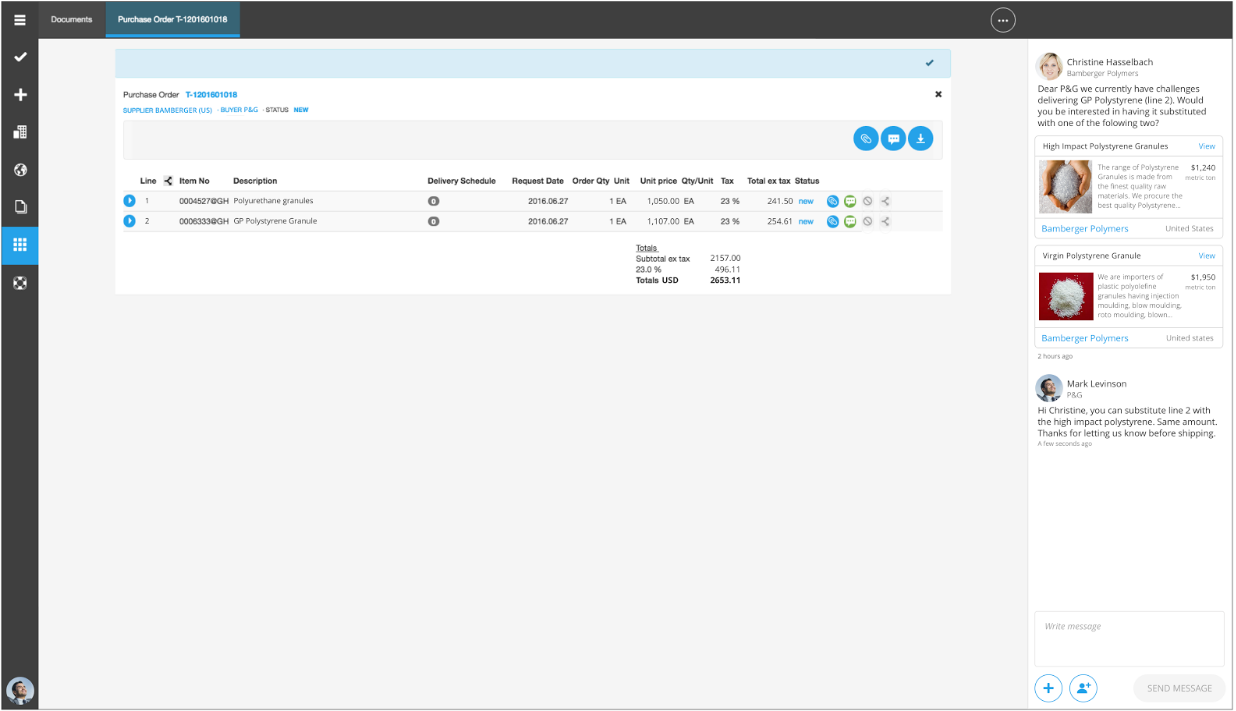 Documents
Purchase Order T-1201601018
Purchase Order T-1201601018
SUPPLIER BAMBERGER (US) · BUYER P&G · STATUS NEW
Line Item No Description Delivery Schedule Request Date Order Qty Unit Unit price Qty/Unit Tax Total ex tax Status
1 0004527@GH Polyurethane granules 0 2016.06.27 1 EA 1,050.00 EA 23 % 241.50 new
2 0006333@GH GP Polystyrene Granule 0 2016.06.27 1 EA 1,107.00 EA 23 % 254.61 new
Totals
Subtotal ex tax 2157.00
23.0 % 496.11
Totals USD 2653.11
Christine Hasselbach
Bamberger Polymers
Dear P&G we currently have challenges
delivering GP Polystyrene (line 2). Would
you be interested in having it substituted
with one of the folowing two?
High Impact Polystyrene Granules View
The range of Polystyrene $1,240
Granules is made from metric ton
the finest quality raw
materials. We procure the
best quality Polystyrene...
Bamberger Polymers United States
Virgin Polystyrene Granule View
We are importers of $1,950
plastic polyolefine metric ton
granules having injection
moulding, blow moulding,
roto moulding, blown...
Bamberger Polymers United states
2 hours ago
Mark Levinson
P&G
Hi Christine, you can substitute line 2 with
the high impact polystyrene. Same amount.
Thanks for letting us know before shipping.
A few seconds ago
Write message
SEND MESSAGE